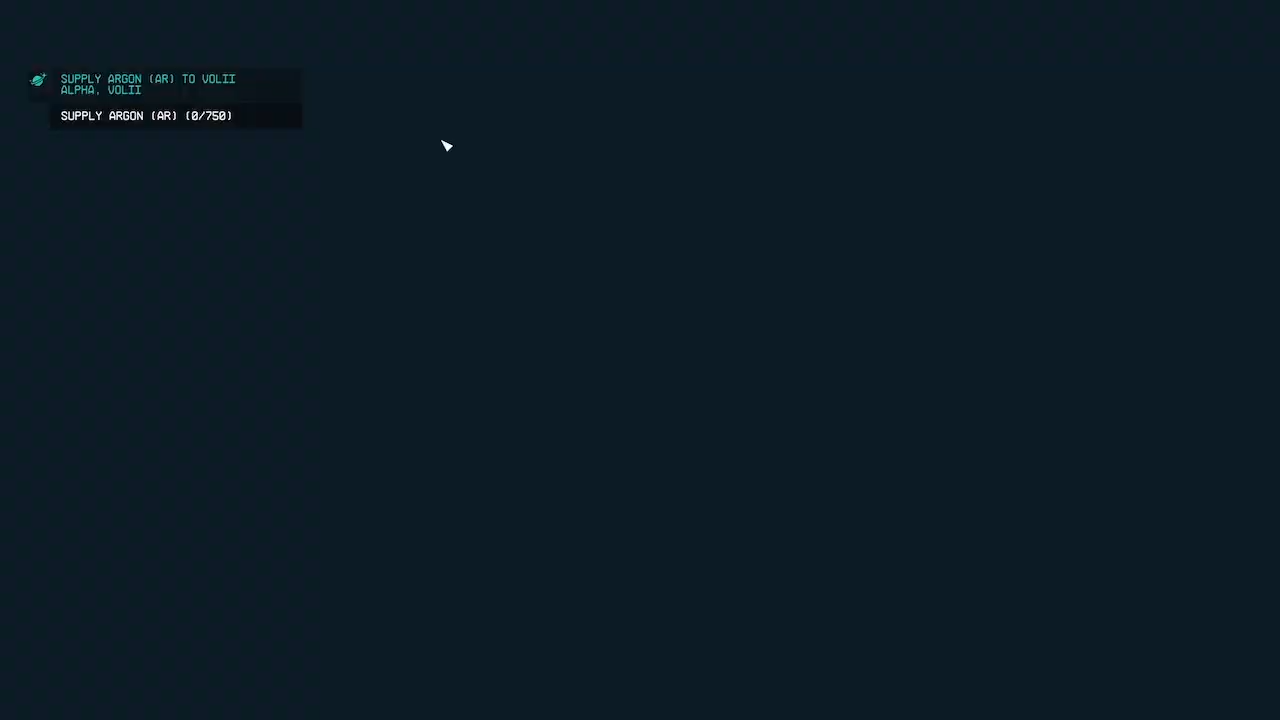 SUPPLY ARGON (AR) TO VOLII
ALPHA, VOLII
SUPPLY ARGON (AR) (0/750)